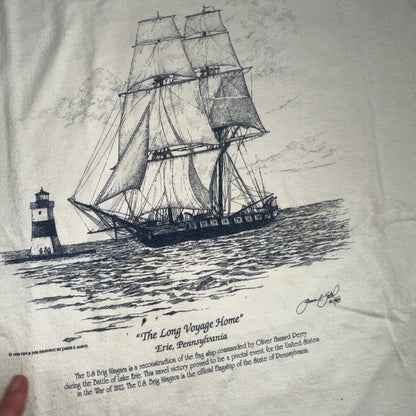 "The Long Voyage Home"
Erie, Pennsylvania
The U.S Brig Niagara is a reconstruction of the flag ship commanded by Oliver Hazard Perry
during the Battle of Lake Erie. This naval victory proved to be a pivotal event for the United States
in the War of 1812. The U.S. Brig Niagara is the official flagship of the State of Pennsylvania.